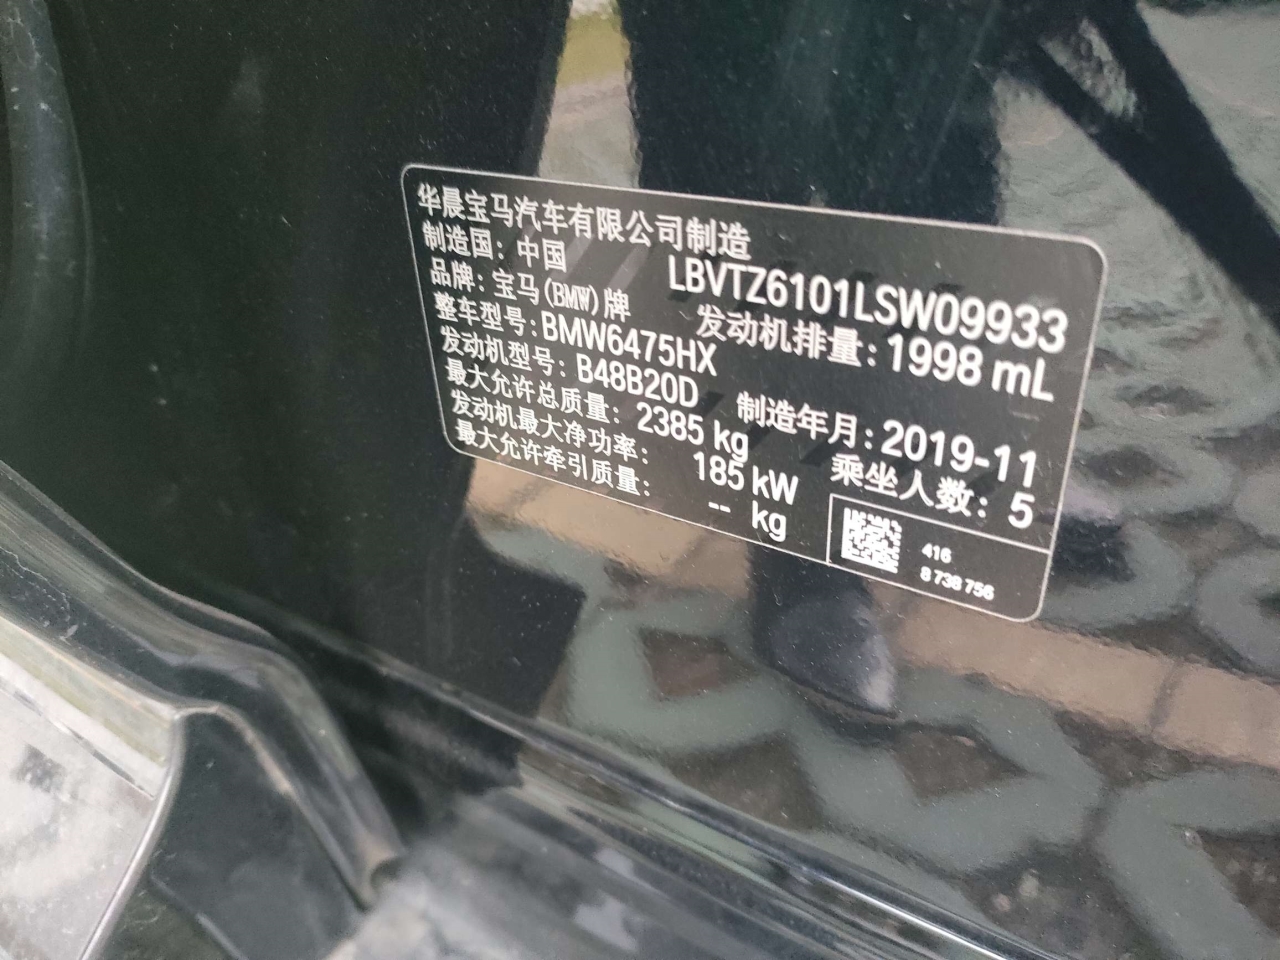 华晨宝马汽车有限公司制造
制造国：中国
LBVTZ6101LSW09933
品牌：宝马(BMW)牌
发动机排量：1998 mL
整车型号：BMW6475HX
发动机型号：B48B20D
制造年月：2019-11
最大允许总质量：2385 kg
乘坐人数：5
发动机最大净功率：185 kW
最大允许牵引质量：-- kg
416
8 738 756